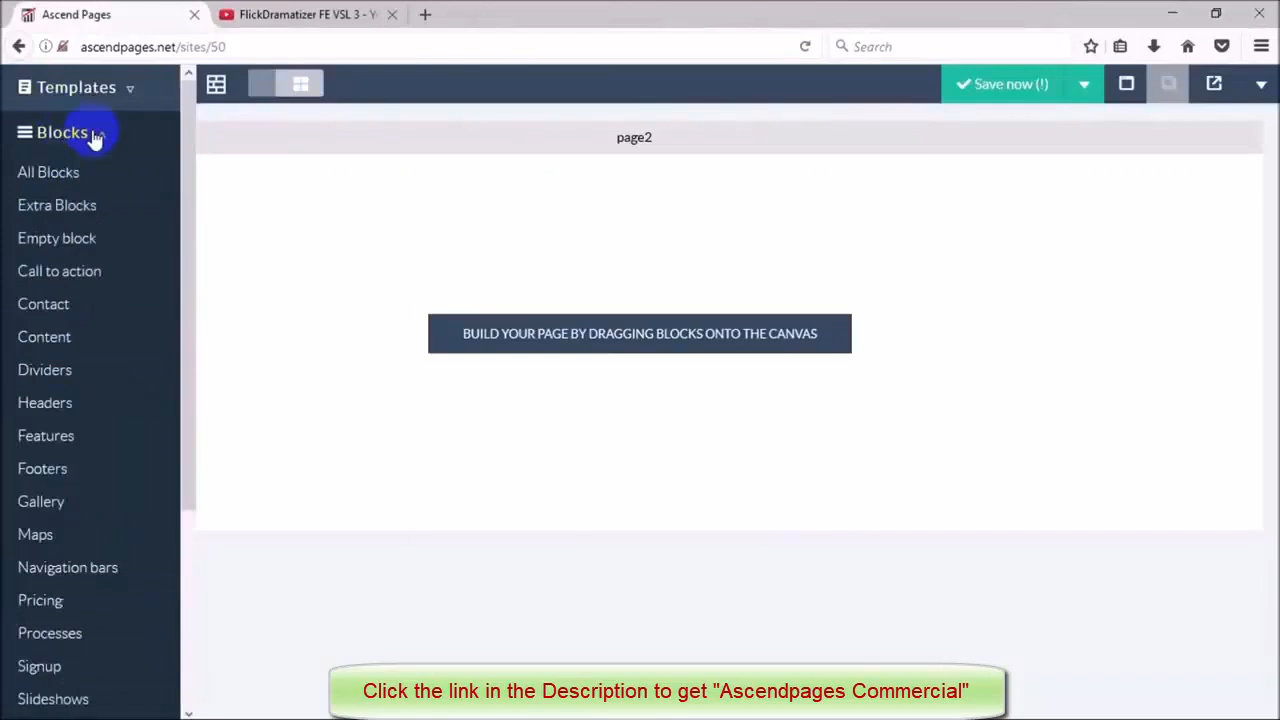 Ascend Pages
FlickDramatizer FE VSL 3 - Y
ascendpages.net/sites/50
Search
Templates
Save now (!)
Blocks
page2
All Blocks
Extra Blocks
Empty block
Call to action
Contact
Content
BUILD YOUR PAGE BY DRAGGING BLOCKS ONTO THE CANVAS
Dividers
Headers
Features
Footers
Gallery
Maps
Navigation bars
Pricing
Processes
Signup
Slideshows
Click the link in the Description to get "Ascendpages Commercial"